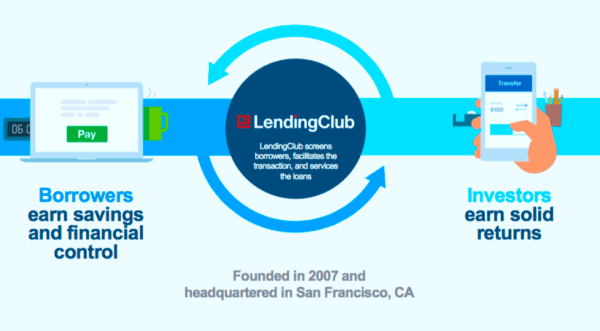 LendingClub
LendingClub screens
borrowers, facilitates the
transaction, and services
the loans
06
Pay
Transfer
$100
Borrowers
earn savings
and financial
control
Investors
earn solid
returns
Founded in 2007 and
headquartered in San Francisco, CA